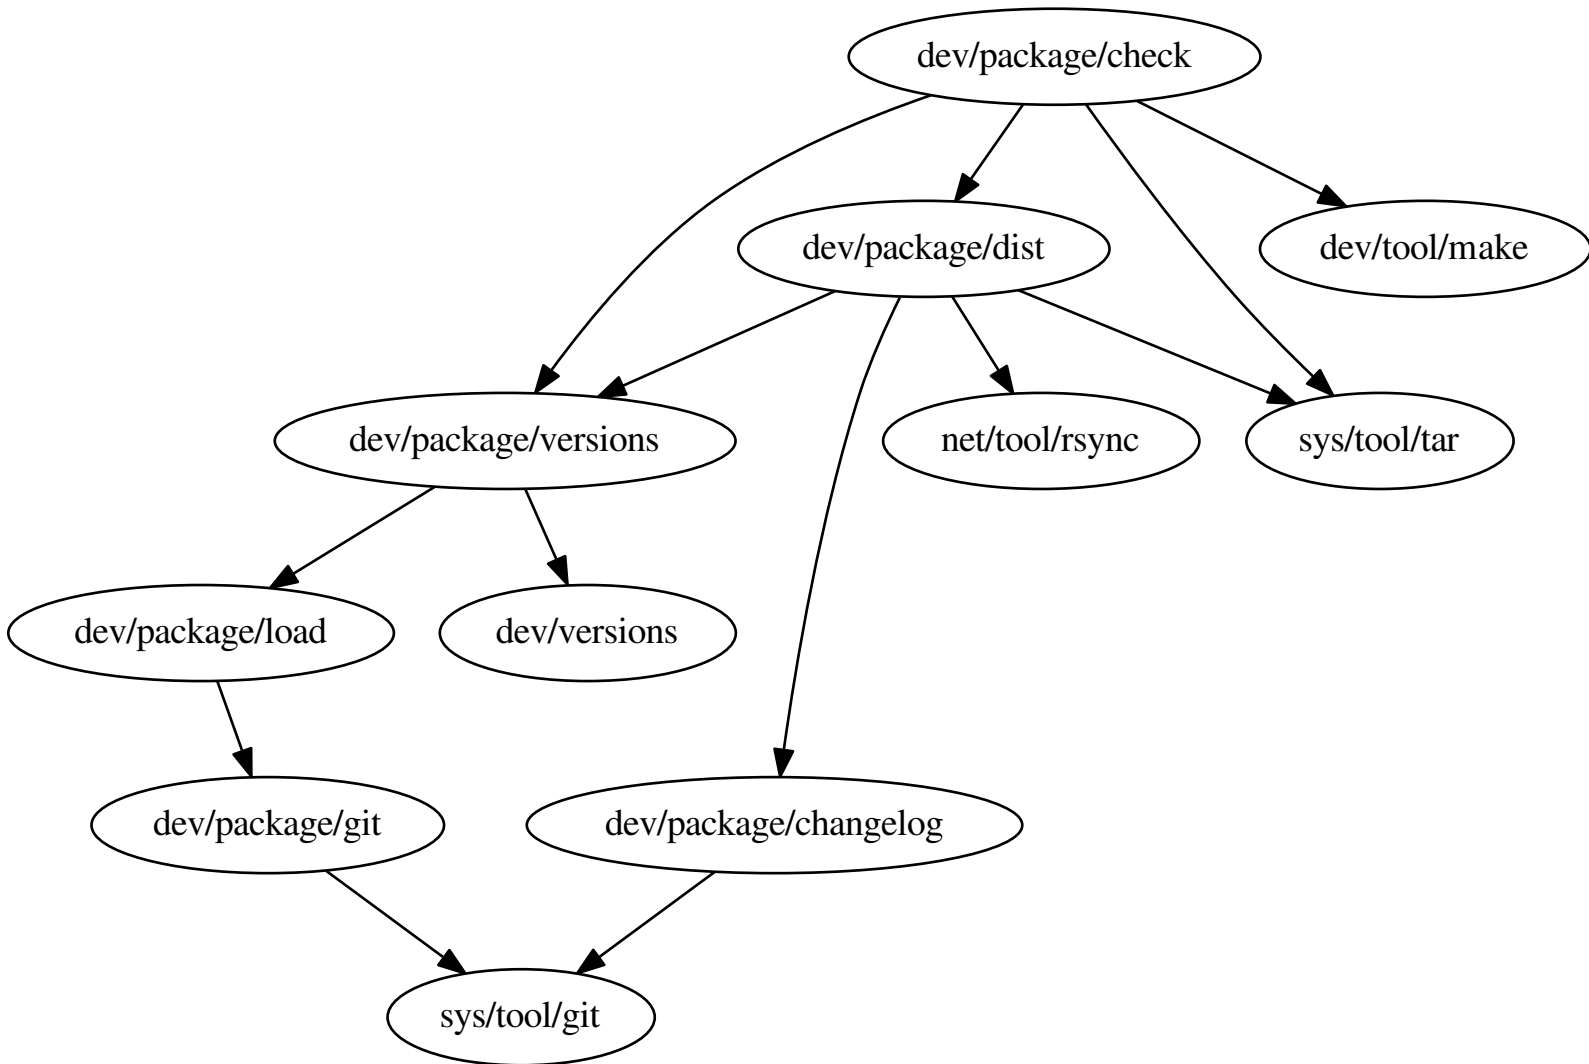 dev/package/check
dev/package/dist
dev/tool/make
dev/package/versions
net/tool/rsync
sys/tool/tar
dev/package/load
dev/versions
dev/package/git
dev/package/changelog
sys/tool/git